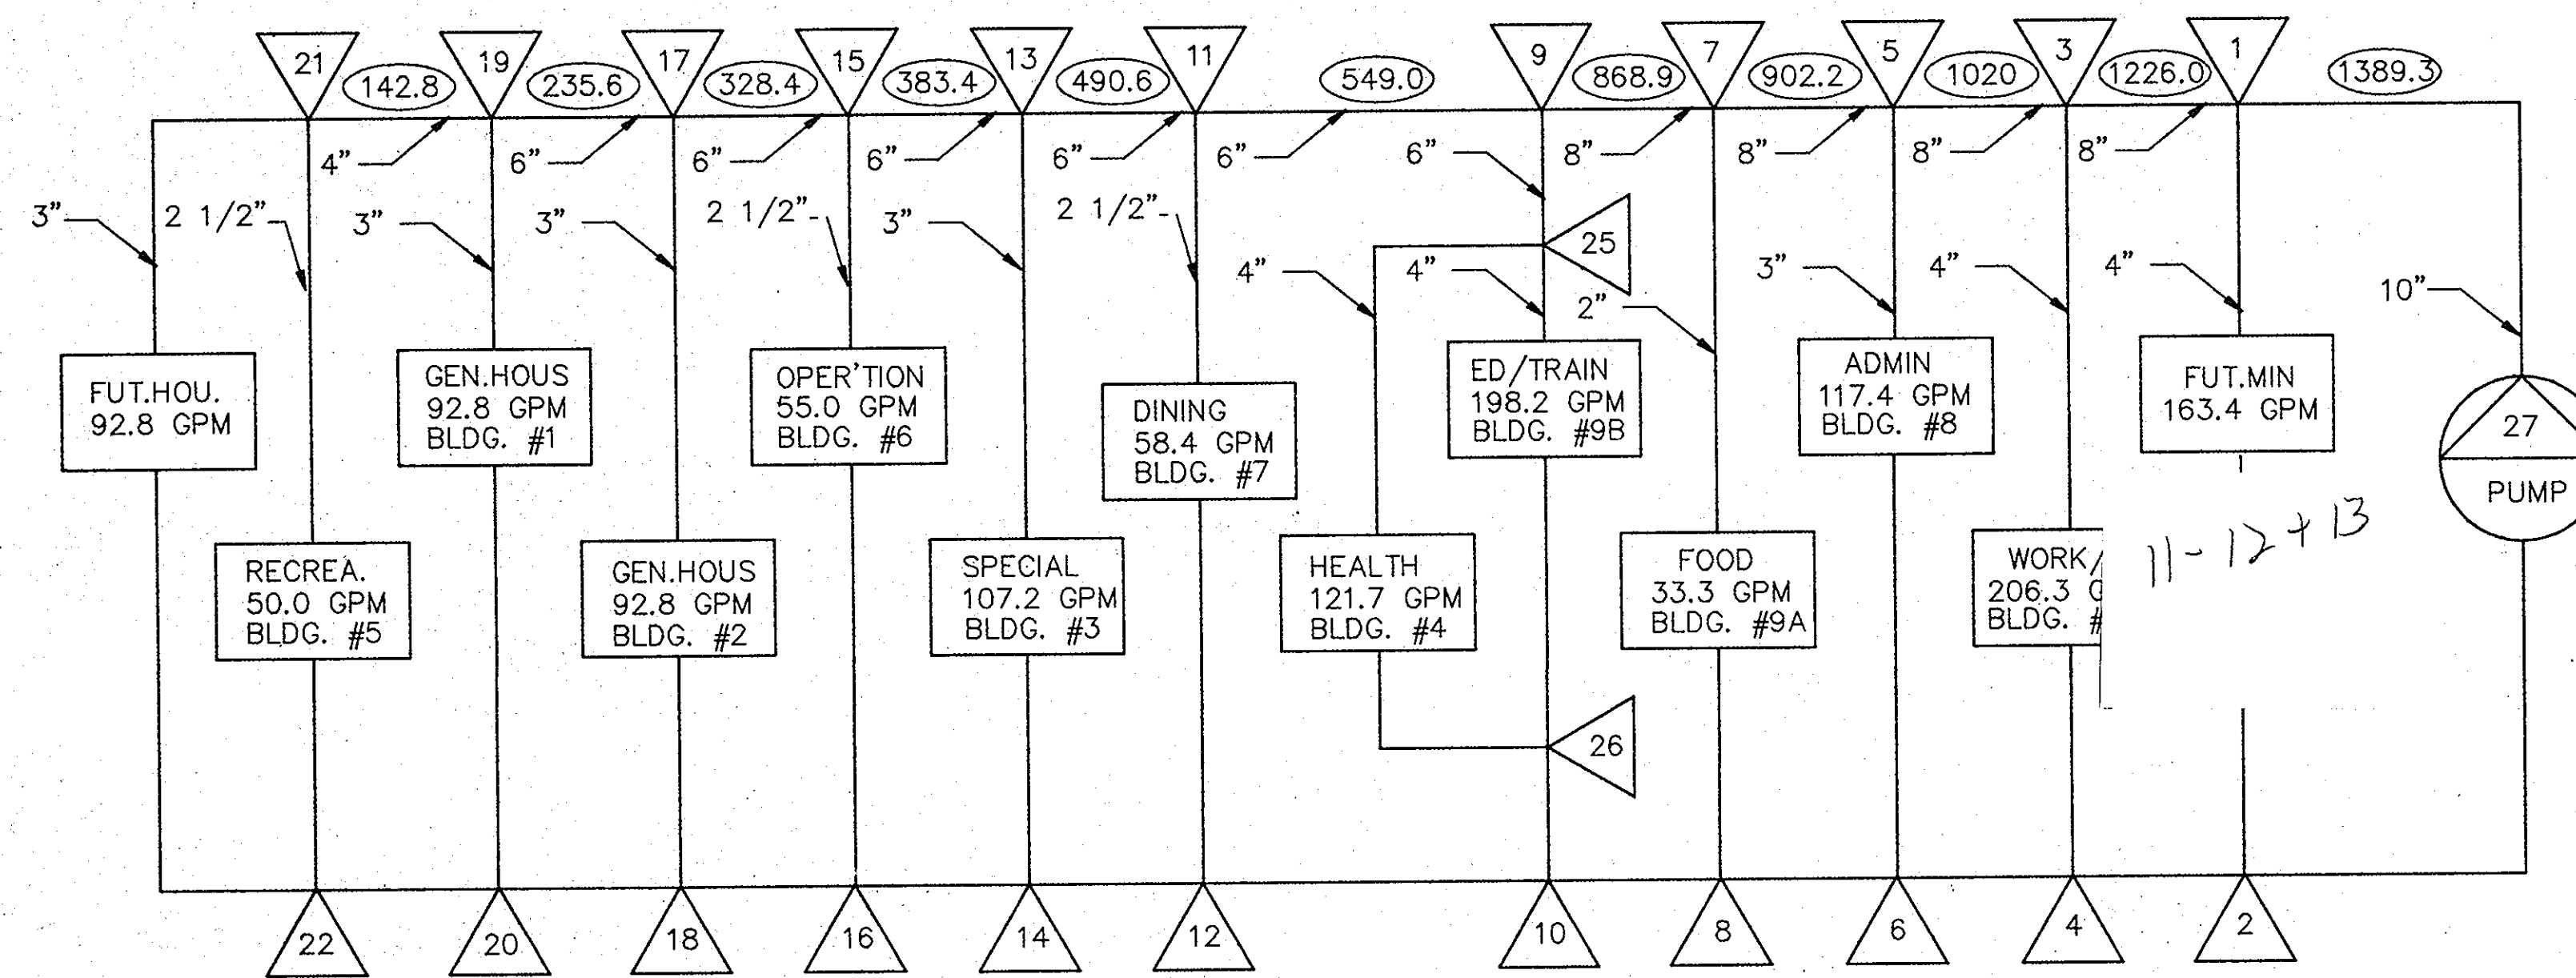 21 19 17 15 13 11 9 7 5 3 1
142.8 235.6 328.4 383.4 490.6 549.0 868.9 902.2 1020 1226.0 1389.3
4" 6" 6" 6" 6" 6" 6" 8" 8" 8" 8"
3" 2 1/2" 3" 3" 2 1/2" 3" 2 1/2"
25
4" 4" 2" 3" 4" 4" 10"
FUT.HOU.
92.8 GPM
GEN.HOUS
92.8 GPM
BLDG. #1
OPER'TION
55.0 GPM
BLDG. #6
DINING
58.4 GPM
BLDG. #7
ED/TRAIN
198.2 GPM
BLDG. #9B
ADMIN
117.4 GPM
BLDG. #8
FUT.MIN
163.4 GPM
27
PUMP
RECREA.
50.0 GPM
BLDG. #5
GEN.HOUS
92.8 GPM
BLDG. #2
SPECIAL
107.2 GPM
BLDG. #3
HEALTH
121.7 GPM
BLDG. #4
FOOD
33.3 GPM
BLDG. #9A
WORK/
206.3
BLDG. #
11-12+13
26
22 20 18 16 14 12 10 8 6 4 2